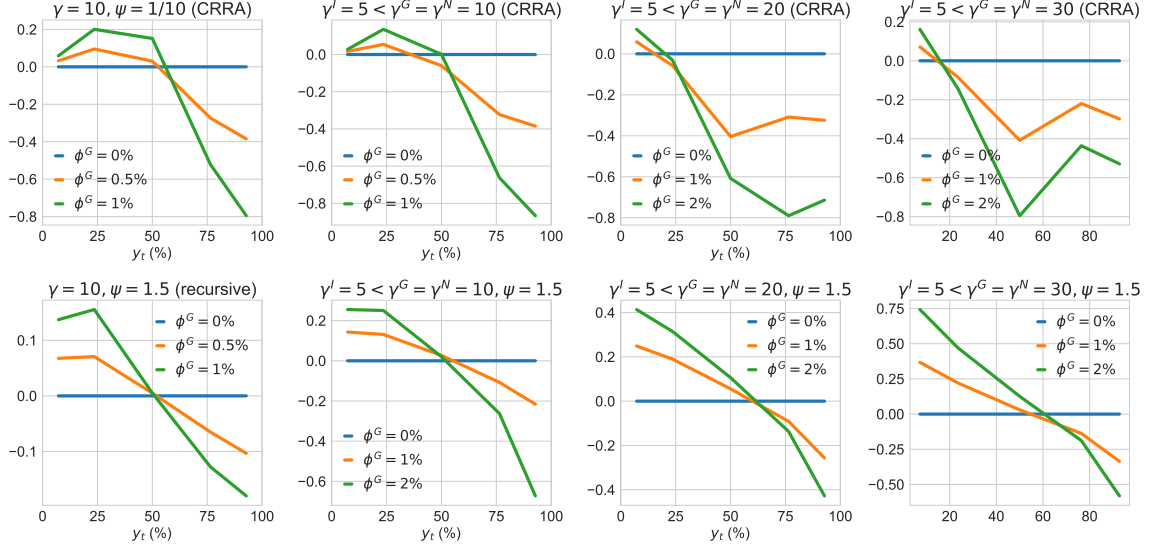 γ = 10, ψ = 1/10 (CRRA)
0.2
0.0
−0.2
−0.4
−0.6
−0.8
ϕ^G = 0%
ϕ^G = 0.5%
ϕ^G = 1%
0 25 50 75 100
y_t (%)
γ^I = 5 < γ^G = γ^N = 10 (CRRA)
0.0
−0.2
−0.4
−0.6
−0.8
ϕ^G = 0%
ϕ^G = 0.5%
ϕ^G = 1%
0 25 50 75 100
y_t (%)
γ^I = 5 < γ^G = γ^N = 20 (CRRA)
0.0
−0.2
−0.4
−0.6
−0.8
ϕ^G = 0%
ϕ^G = 1%
ϕ^G = 2%
0 25 50 75 100
y_t (%)
γ^I = 5 < γ^G = γ^N = 30 (CRRA)
0.2
0.0
−0.2
−0.4
−0.6
−0.8
ϕ^G = 0%
ϕ^G = 1%
ϕ^G = 2%
20 40 60 80
y_t (%)
γ = 10, ψ = 1.5 (recursive)
0.1
0.0
−0.1
ϕ^G = 0%
ϕ^G = 0.5%
ϕ^G = 1%
0 25 50 75 100
y_t (%)
γ^I = 5 < γ^G = γ^N = 10, ψ = 1.5
0.2
0.0
−0.2
−0.4
−0.6
ϕ^G = 0%
ϕ^G = 1%
ϕ^G = 2%
0 25 50 75 100
y_t (%)
γ^I = 5 < γ^G = γ^N = 20, ψ = 1.5
0.4
0.2
0.0
−0.2
−0.4
ϕ^G = 0%
ϕ^G = 1%
ϕ^G = 2%
0 25 50 75 100
y_t (%)
γ^I = 5 < γ^G = γ^N = 30, ψ = 1.5
0.75
0.50
0.25
0.00
−0.25
−0.50
ϕ^G = 0%
ϕ^G = 1%
ϕ^G = 2%
20 40 60 80
y_t (%)